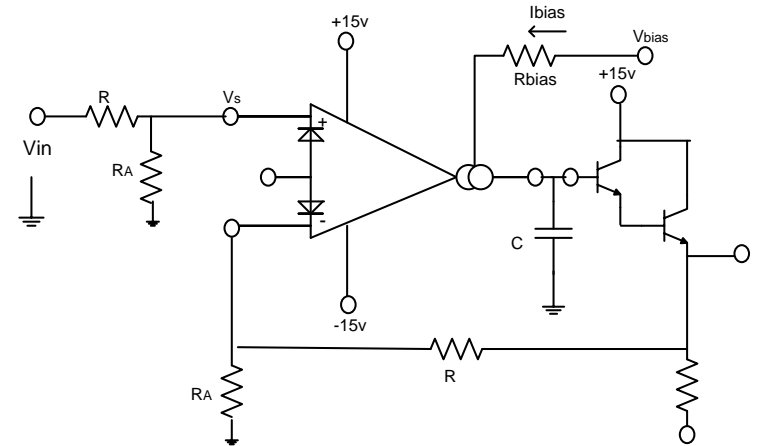 Ibias
+15v
Vbias
Rbias
+15v
R
Vs
+
Vin
RA
-
C
-15v
R
RA